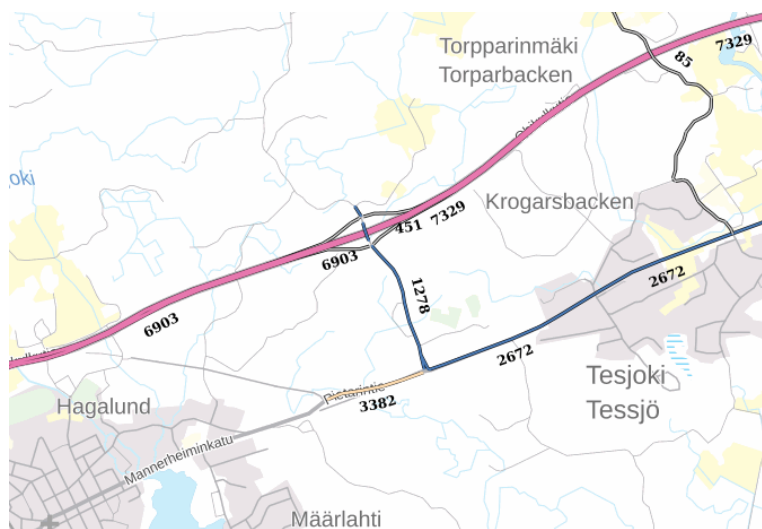 Torpparinmäki
Torparbacken
7329
85
Ohikulkutie
joki
Krogarsbacken
7329
451
6903
1278
2672
6903
2672
Tesjoki
Tessjö
Pietarintie
3382
Hagalund
Mannerheiminkatu
Määrlahti